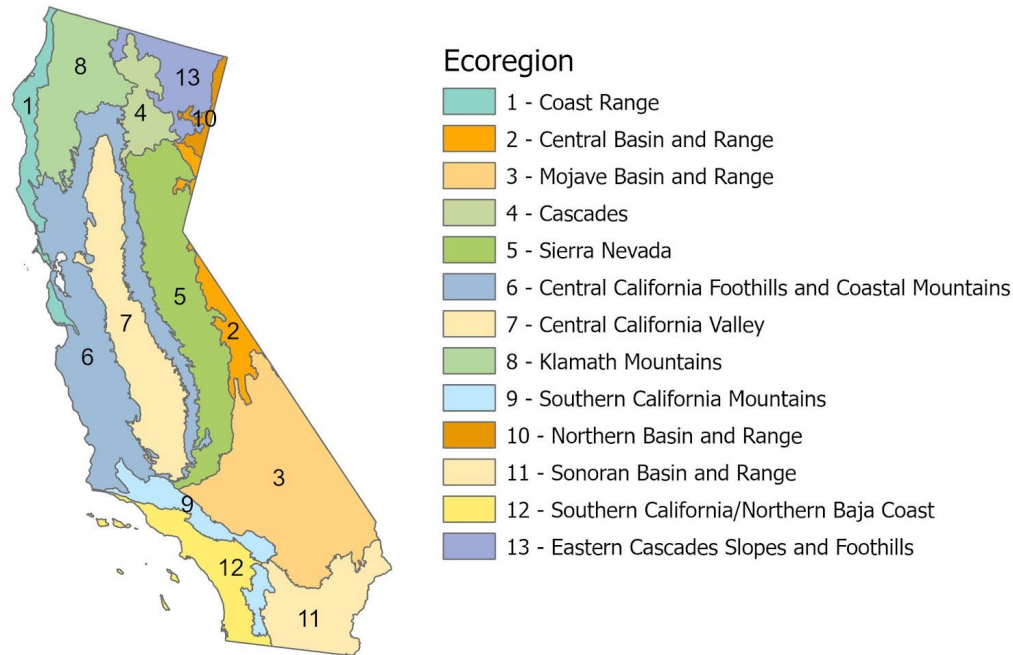 8
13
1
4
10
5
7
2
6
3
9
12
11
Ecoregion
1 - Coast Range
2 - Central Basin and Range
3 - Mojave Basin and Range
4 - Cascades
5 - Sierra Nevada
6 - Central California Foothills and Coastal Mountains
7 - Central California Valley
8 - Klamath Mountains
9 - Southern California Mountains
10 - Northern Basin and Range
11 - Sonoran Basin and Range
12 - Southern California/Northern Baja Coast
13 - Eastern Cascades Slopes and Foothills